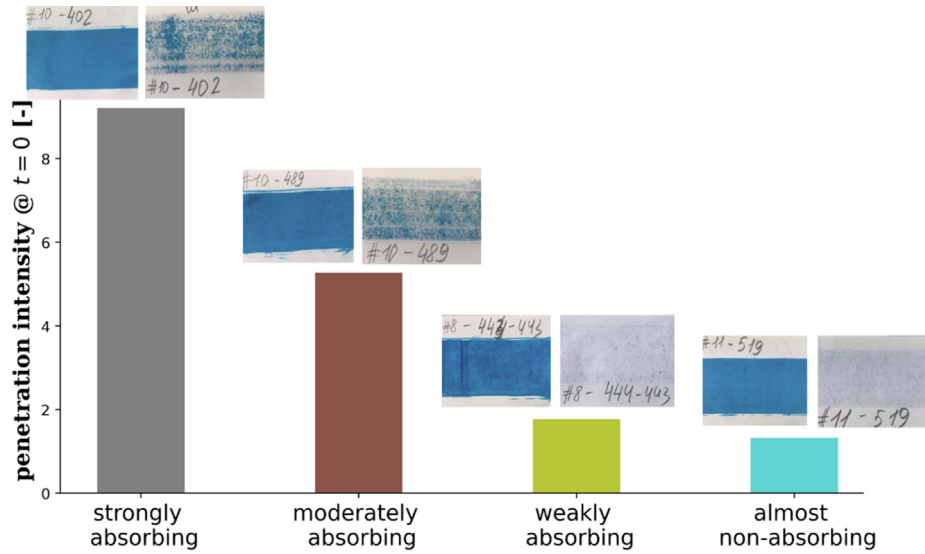 #10-402
#10-402
penetration intensity @ t = 0 [-]
8
6
4
2
0
#10-489
#10-489
#8 - 444-443
#11-519
#11-519
strongly
absorbing
moderately
absorbing
weakly
absorbing
almost
non-absorbing